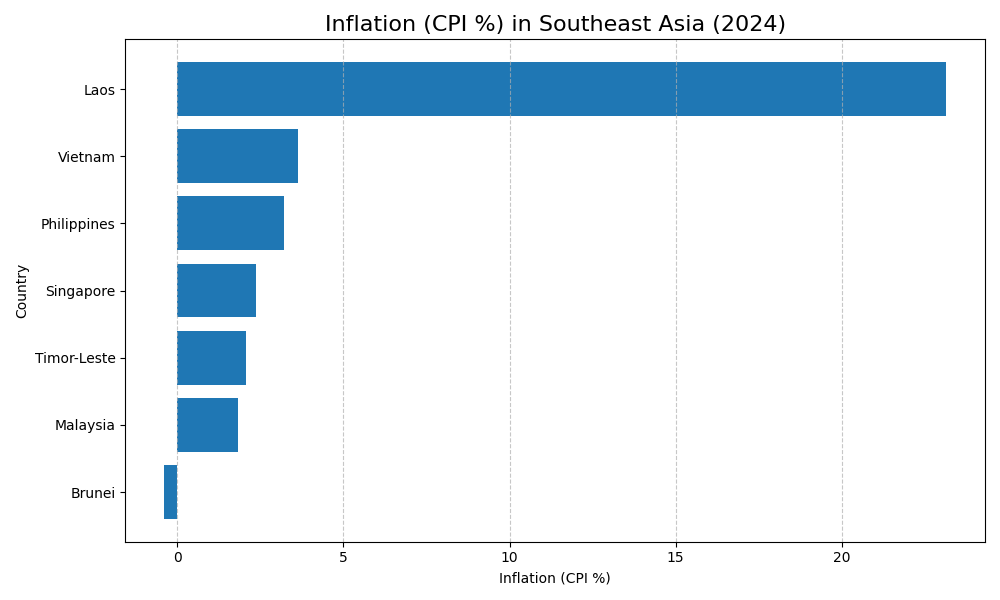 Inflation (CPI %) in Southeast Asia (2024)
Country
Laos
Vietnam
Philippines
Singapore
Timor-Leste
Malaysia
Brunei
0 5 10 15 20
Inflation (CPI %)